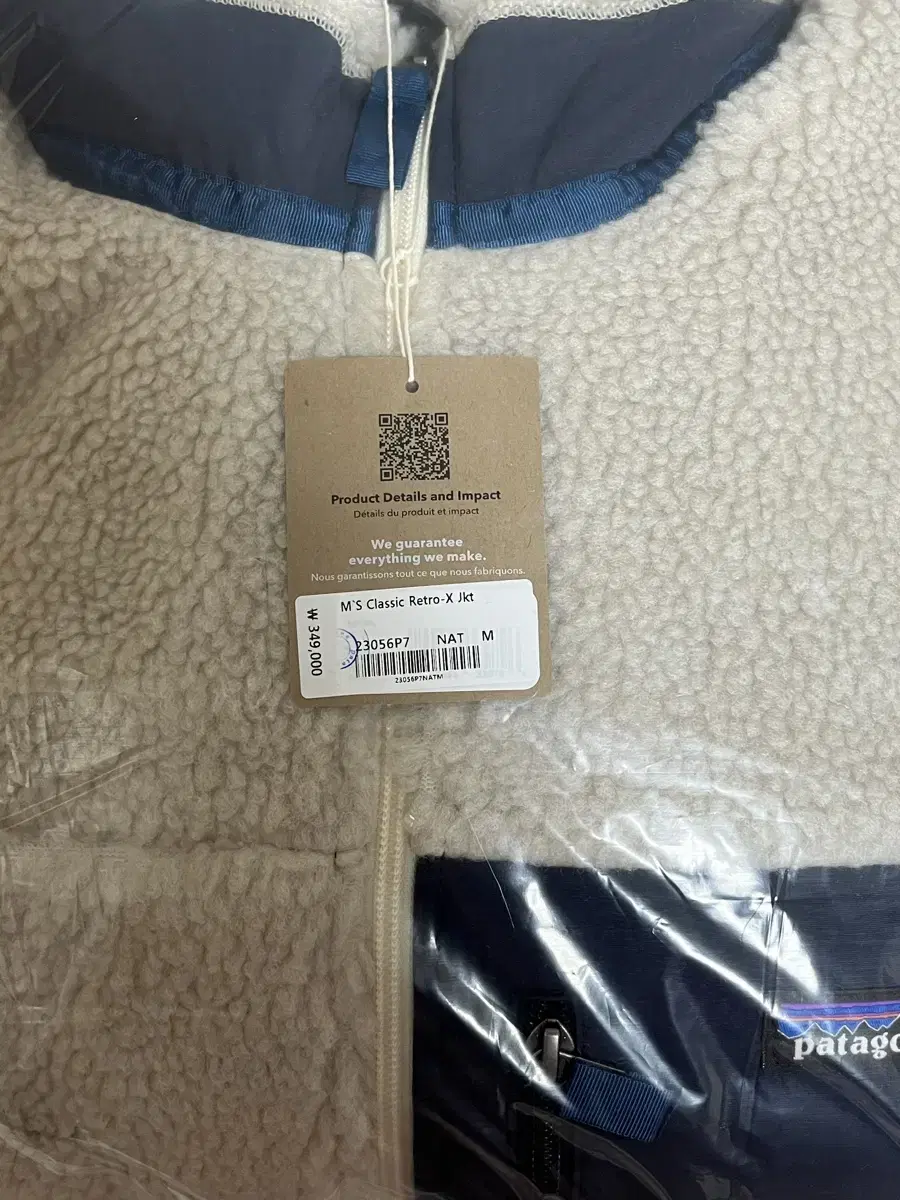 Product Details and Impact
Détails du produit et impact
We guarantee
everything we make.
Nous garantissons tout ce que nous fabriquons.
M`S Classic Retro-X Jkt
₩ 349,000
23056P7 NAT M
23056P7NATM
patago